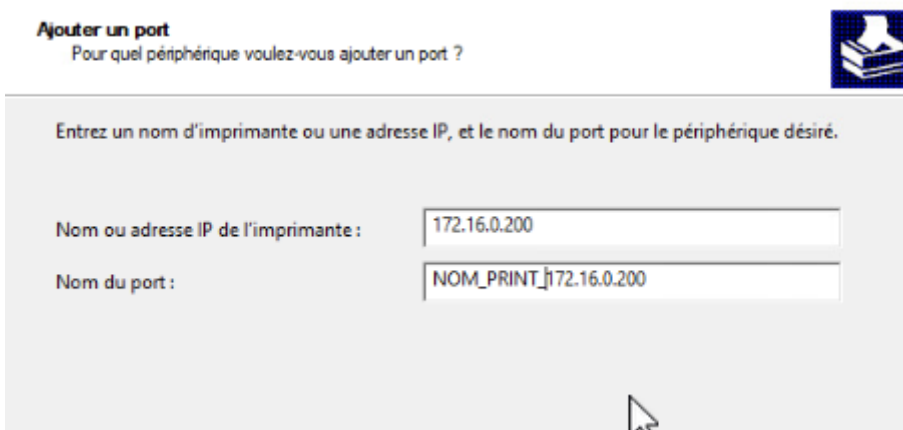 Ajouter un port
Pour quel périphérique voulez-vous ajouter un port ?
Entrez un nom d'imprimante ou une adresse IP, et le nom du port pour le périphérique désiré.
Nom ou adresse IP de l'imprimante : 172.16.0.200
Nom du port : NOM_PRINT_172.16.0.200